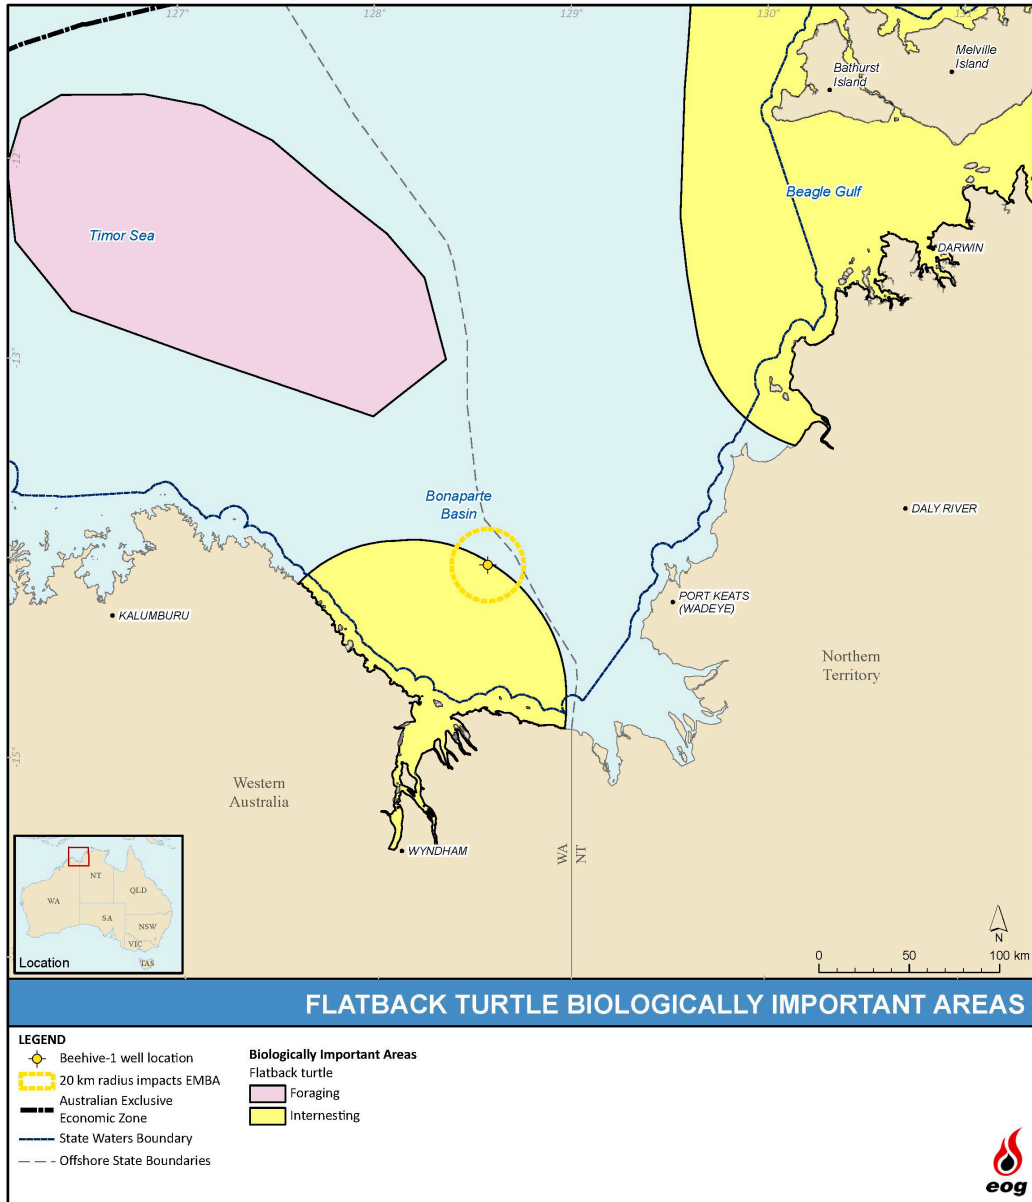 127°
128°
129°
130°
131°
Melville
Island
Bathurst
Island
-12
Beagle Gulf
Timor Sea
DARWIN
-13°
Bonaparte
Basin
DALY RIVER
PORT KEATS
(WADEYE)
KALUMBURU
Northern
Territory
-15°
Western
Australia
WYNDHAM
WA
NT
NT
WA
QLD
SA
NSW
VIC
TAS
Location
N
0 50 100 km
FLATBACK TURTLE BIOLOGICALLY IMPORTANT AREAS
LEGEND
Beehive-1 well location
20 km radius impacts EMBA
Australian Exclusive
Economic Zone
State Waters Boundary
Offshore State Boundaries
Biologically Important Areas
Flatback turtle
Foraging
Internesting
eog